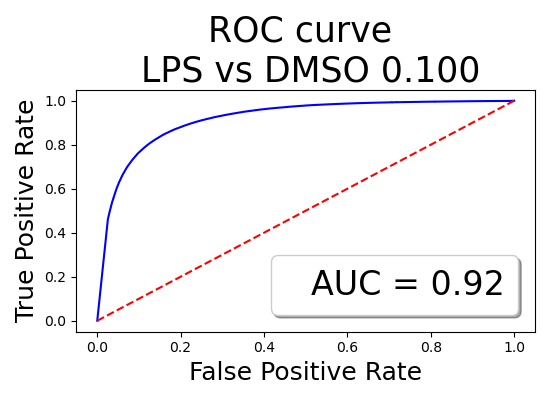 ROC curve
LPS vs DMSO 0.100
True Positive Rate
1.0
0.8
0.6
0.4
0.2
0.0
AUC = 0.92
0.0 0.2 0.4 0.6 0.8 1.0
False Positive Rate